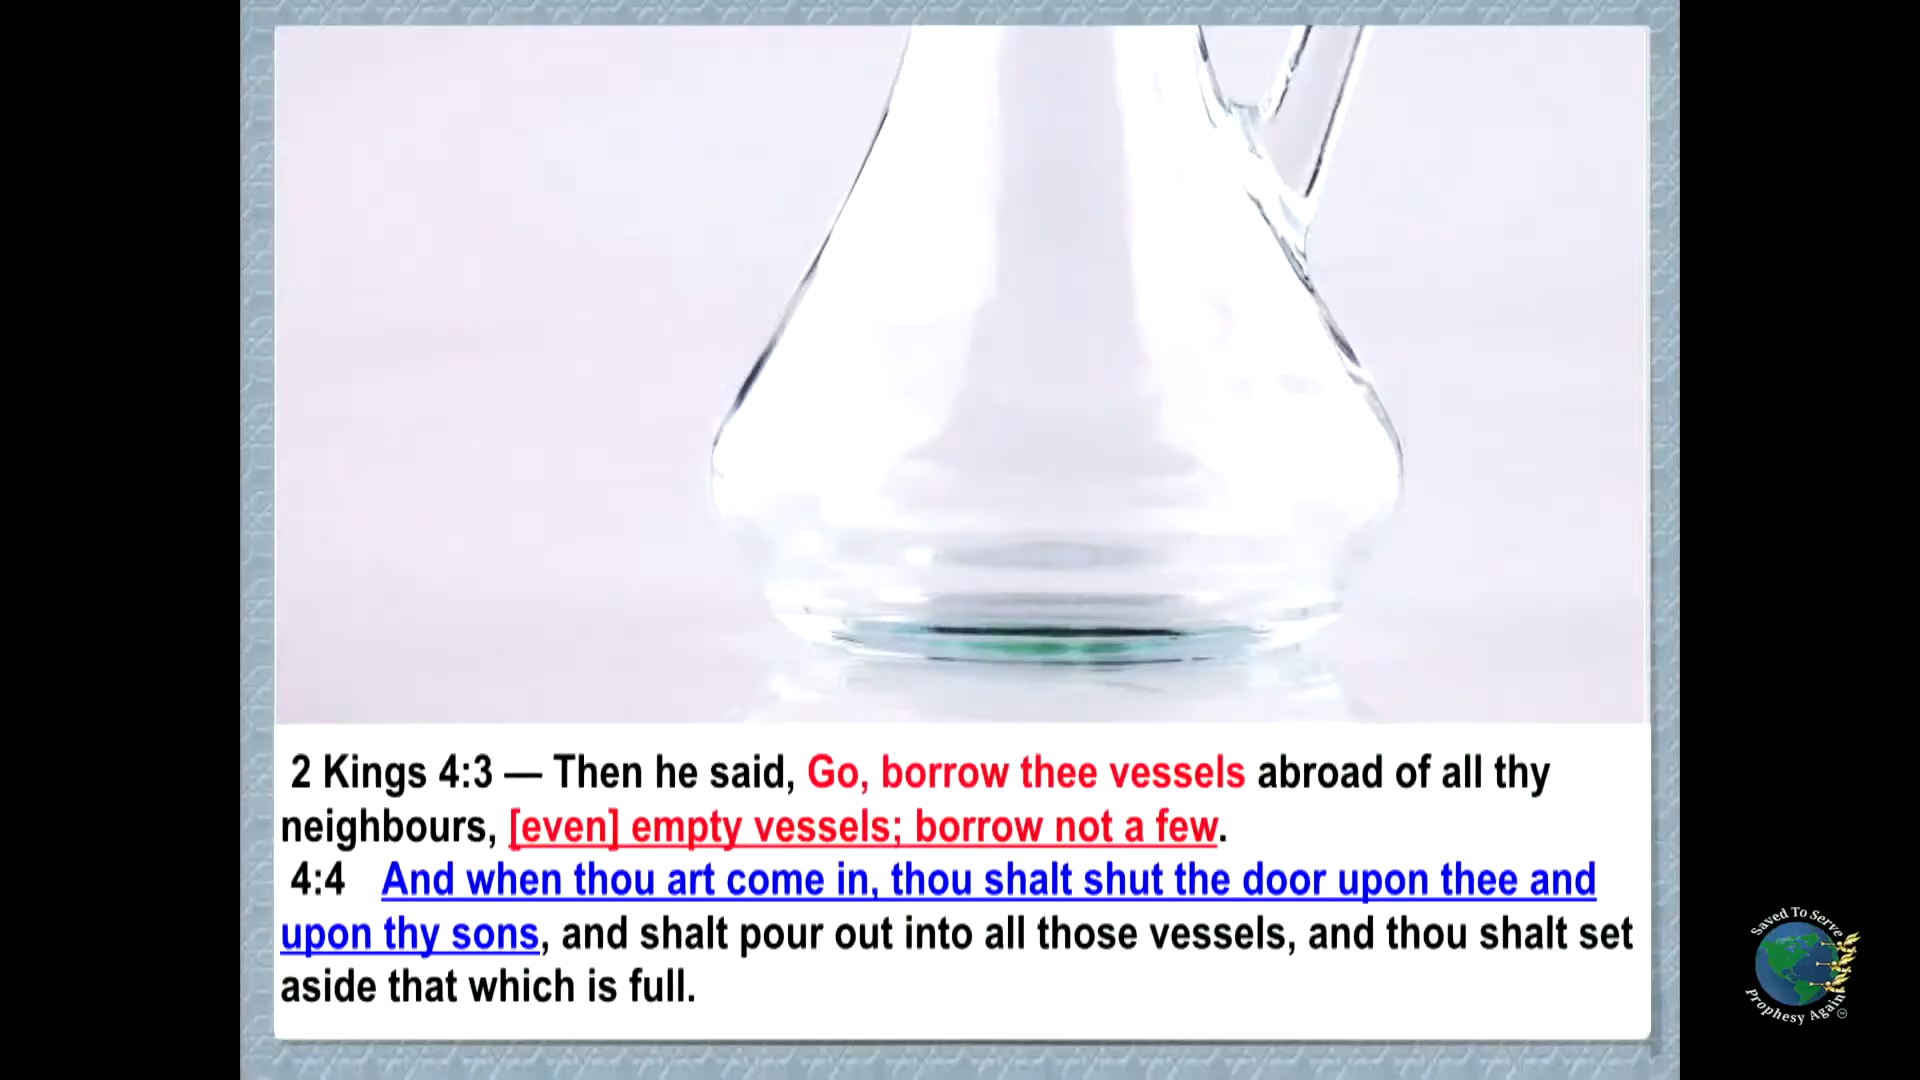 2 Kings 4:3 — Then he said, Go, borrow thee vessels abroad of all thy
neighbours, [even] empty vessels; borrow not a few.
4:4 And when thou art come in, thou shalt shut the door upon thee and
upon thy sons, and shalt pour out into all those vessels, and thou shalt set
aside that which is full.
Saved To Serve
Prophesy Again